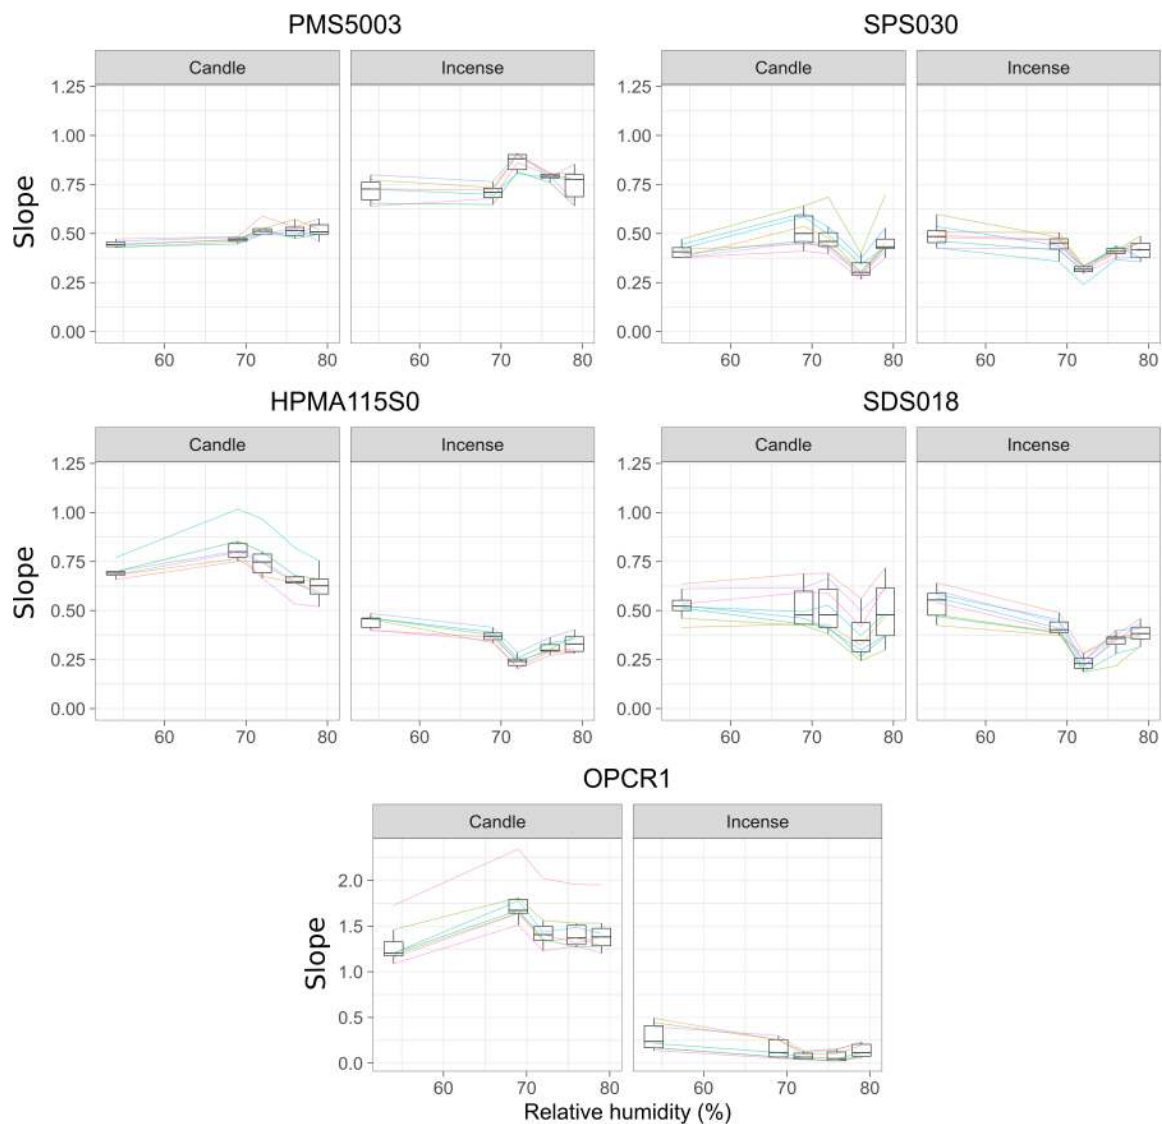 PMS5003 SPS030
Candle Incense Candle Incense
1.25 1.25
1.00 1.00
0.75 0.75
0.50 0.50
0.25 0.25
0.00 0.00
Slope
60 70 80 60 70 80 60 70 80 60 70 80
HPMA115S0 SDS018
Candle Incense Candle Incense
1.25 1.25
1.00 1.00
0.75 0.75
0.50 0.50
0.25 0.25
0.00 0.00
Slope
60 70 80 60 70 80 60 70 80 60 70 80
OPCR1
Candle Incense
2.0
1.5
1.0
0.5
0.0
Slope
60 70 80 60 70 80
Relative humidity (%)